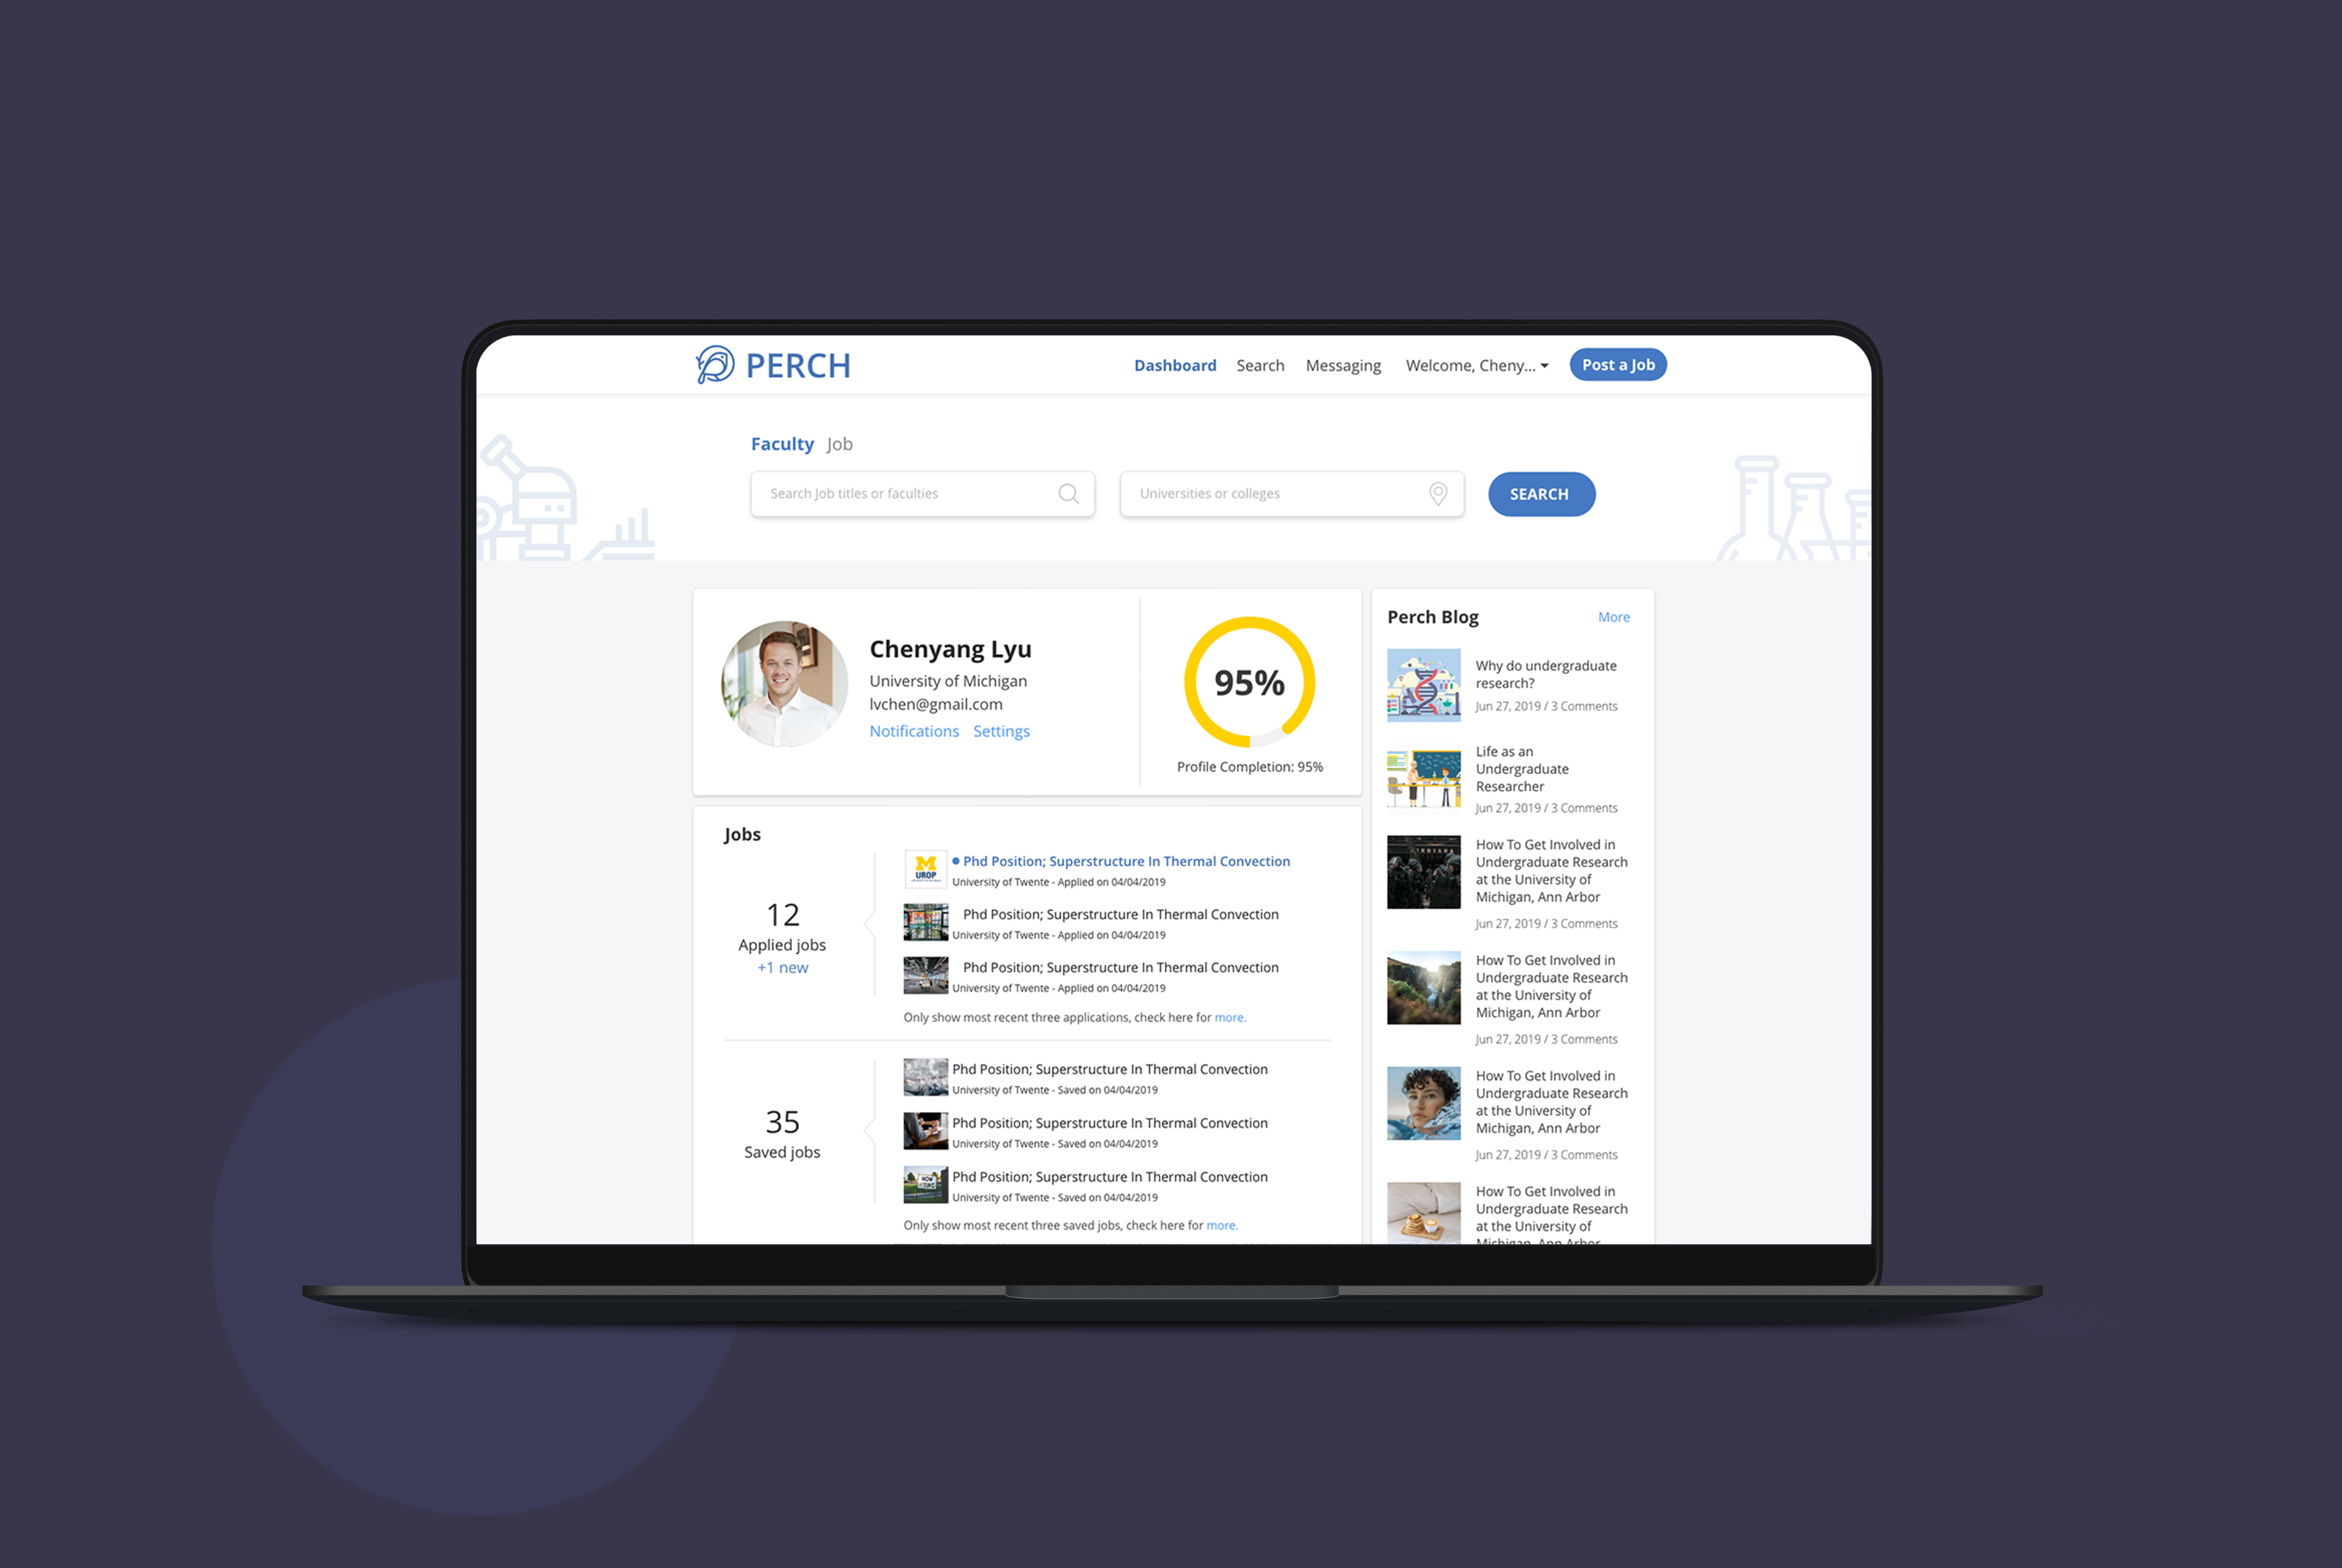 PERCH
Dashboard Search Messaging Welcome, Cheny... Post a Job
Faculty Job
Search Job titles or faculties
Universities or colleges
SEARCH
Chenyang Lyu
University of Michigan
lvchen@gmail.com
Notifications Settings
95%
Profile Completion: 95%
Jobs
12
Applied jobs
+1 new
M
UROP
Phd Position; Superstructure In Thermal Convection
University of Twente - Applied on 04/04/2019
Phd Position; Superstructure In Thermal Convection
University of Twente - Applied on 04/04/2019
Phd Position; Superstructure In Thermal Convection
University of Twente - Applied on 04/04/2019
Only show most recent three applications, check here for more.
35
Saved jobs
Phd Position; Superstructure In Thermal Convection
University of Twente - Saved on 04/04/2019
Phd Position; Superstructure In Thermal Convection
University of Twente - Saved on 04/04/2019
Phd Position; Superstructure In Thermal Convection
University of Twente - Saved on 04/04/2019
Only show most recent three saved jobs, check here for more.
Perch Blog More
Why do undergraduate
research?
Jun 27, 2019 / 3 Comments
Life as an
Undergraduate
Researcher
Jun 27, 2019 / 3 Comments
INDIANA
How To Get Involved in
Undergraduate Research
at the University of
Michigan, Ann Arbor
Jun 27, 2019 / 3 Comments
How To Get Involved in
Undergraduate Research
at the University of
Michigan, Ann Arbor
Jun 27, 2019 / 3 Comments
How To Get Involved in
Undergraduate Research
at the University of
Michigan, Ann Arbor
Jun 27, 2019 / 3 Comments
How To Get Involved in
Undergraduate Research
at the University of
Michigan, Ann Arbor